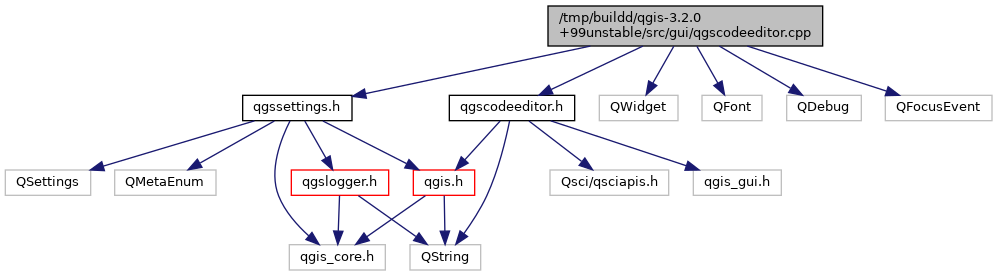 /tmp/buildd/qgis-3.2.0
+99unstable/src/gui/qgscodeeditor.cpp
qgssettings.h
qgscodeeditor.h
QWidget
QFont
QDebug
QFocusEvent
QSettings
QMetaEnum
qgslogger.h
qgis.h
Qsci/qsciapis.h
qgis_gui.h
qgis_core.h
QString